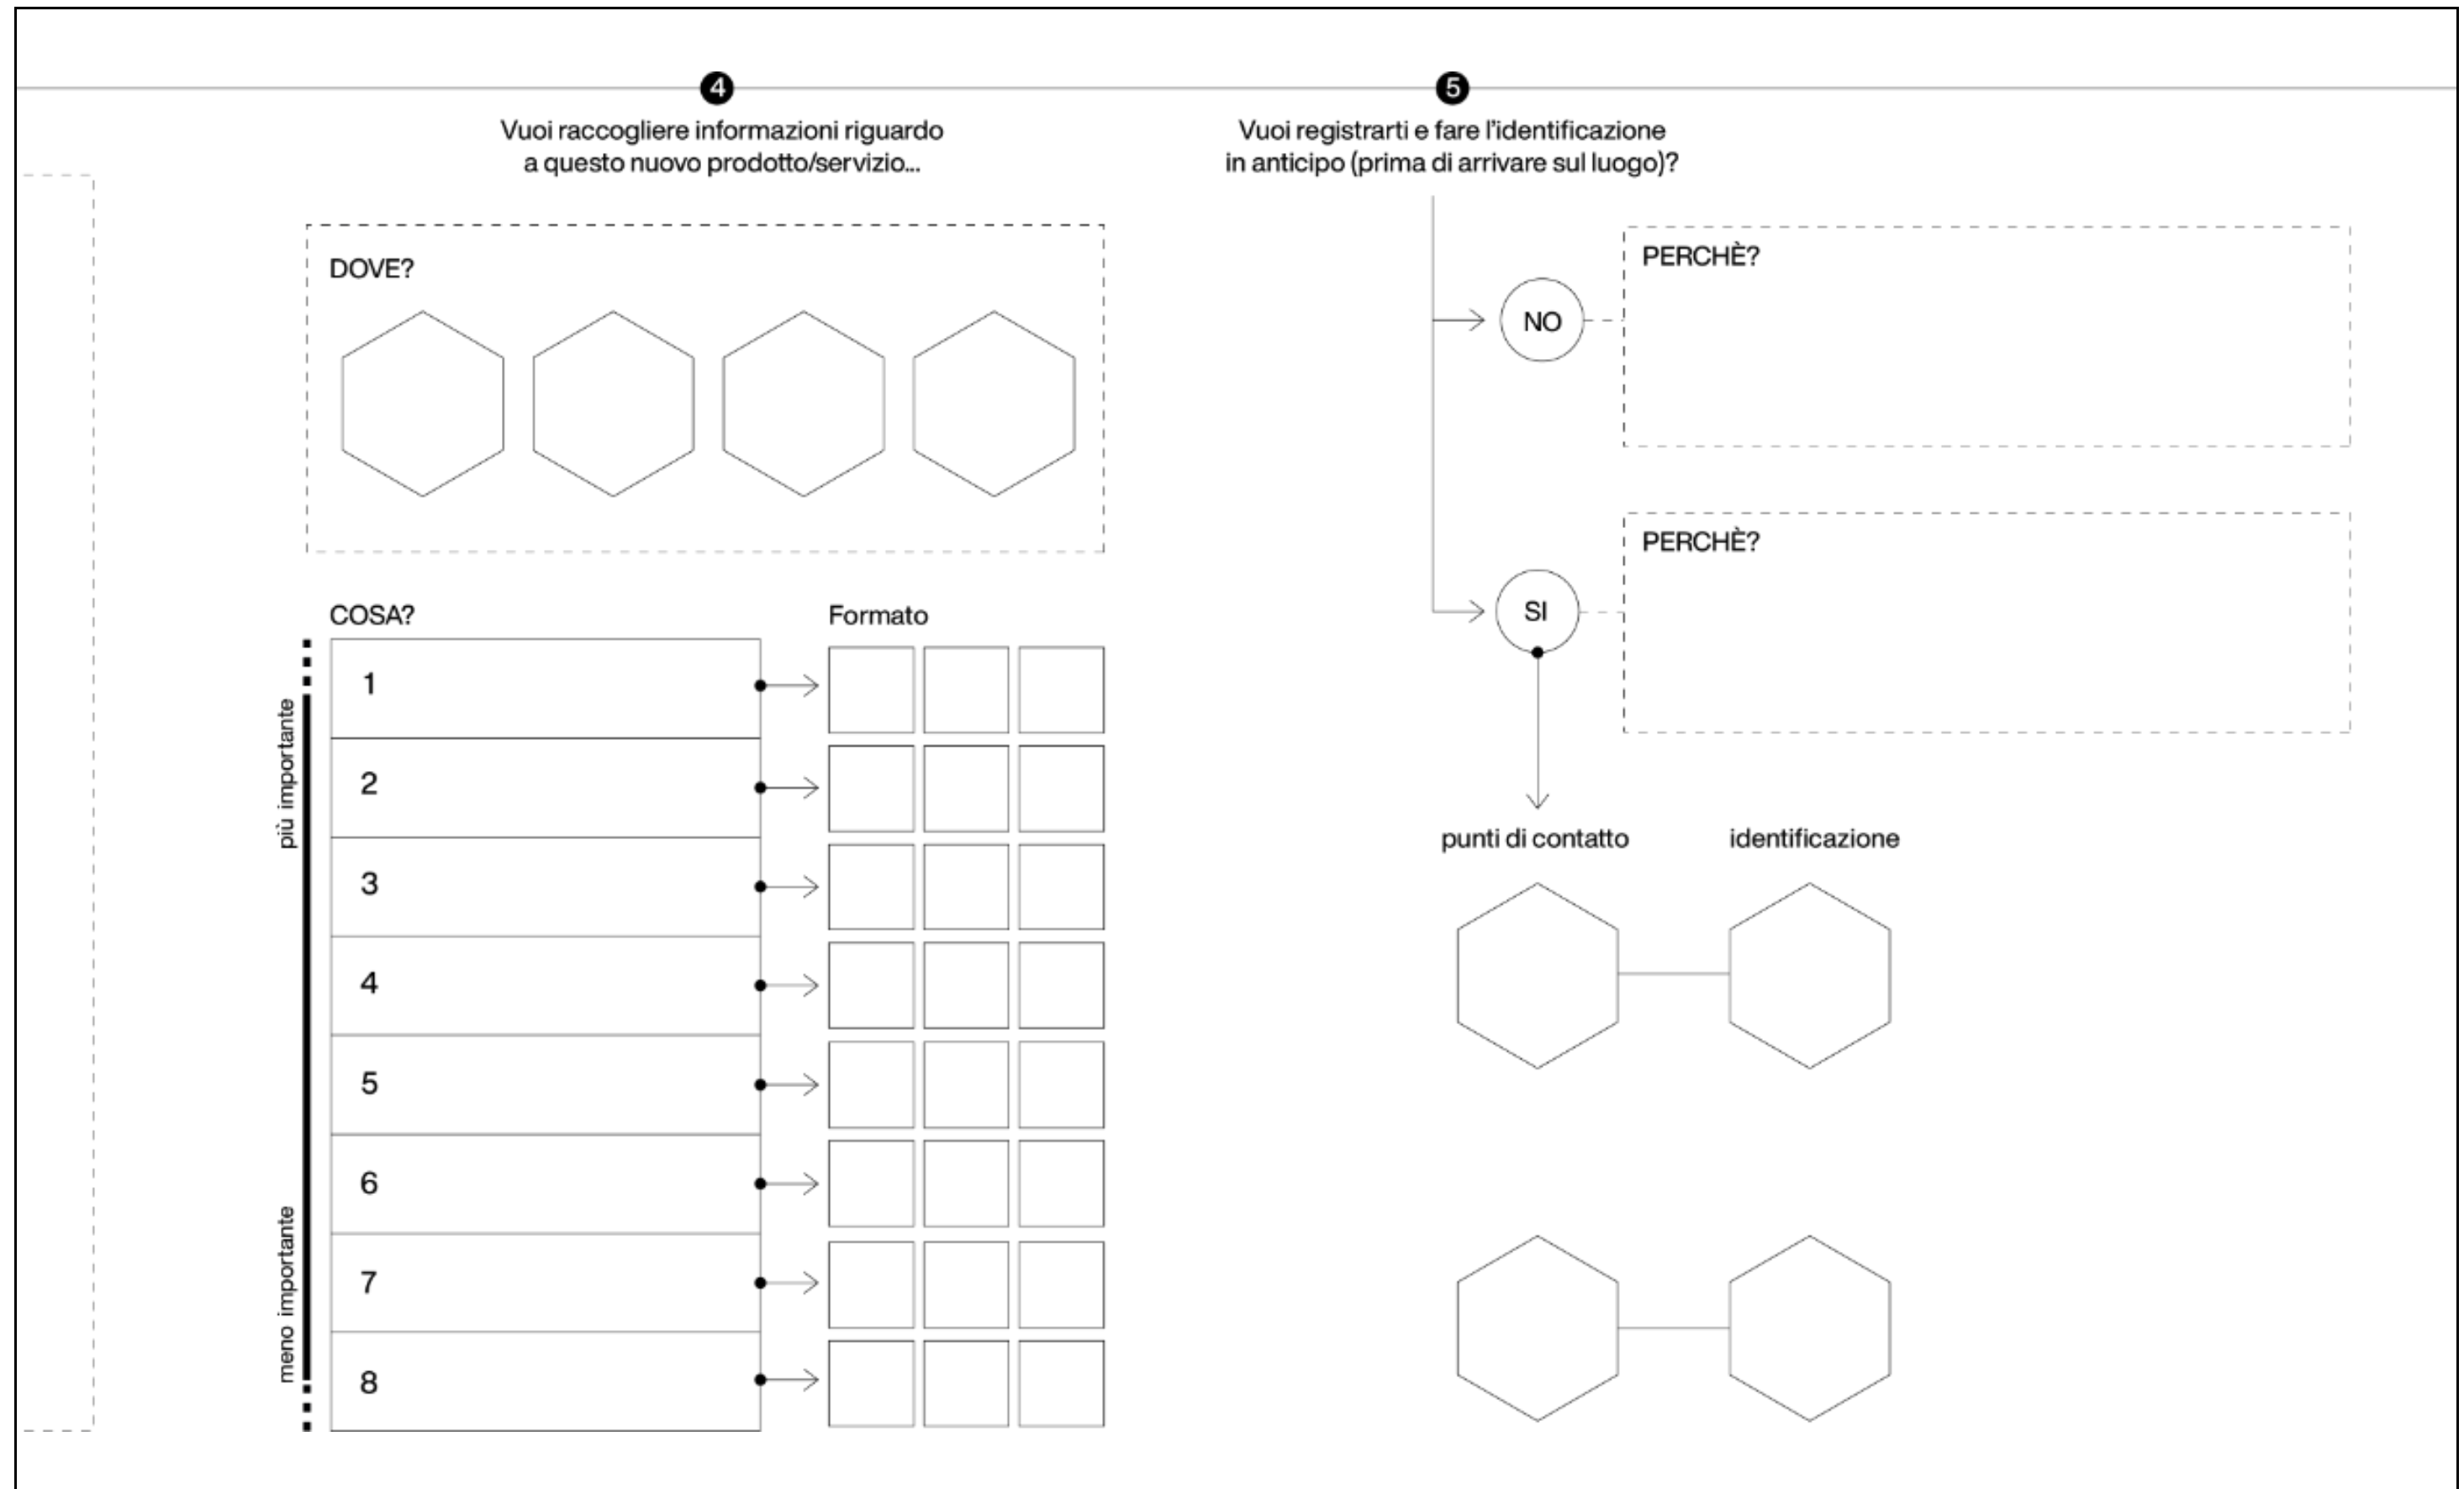 4
Vuoi raccogliere informazioni riguardo
a questo nuovo prodotto/servizio...
DOVE?
COSA?
Formato
più importante
meno importante
1
2
3
4
5
6
7
8
5
Vuoi registrarti e fare l'identificazione
in anticipo (prima di arrivare sul luogo)?
NO
PERCHÈ?
SI
PERCHÈ?
punti di contatto
identificazione